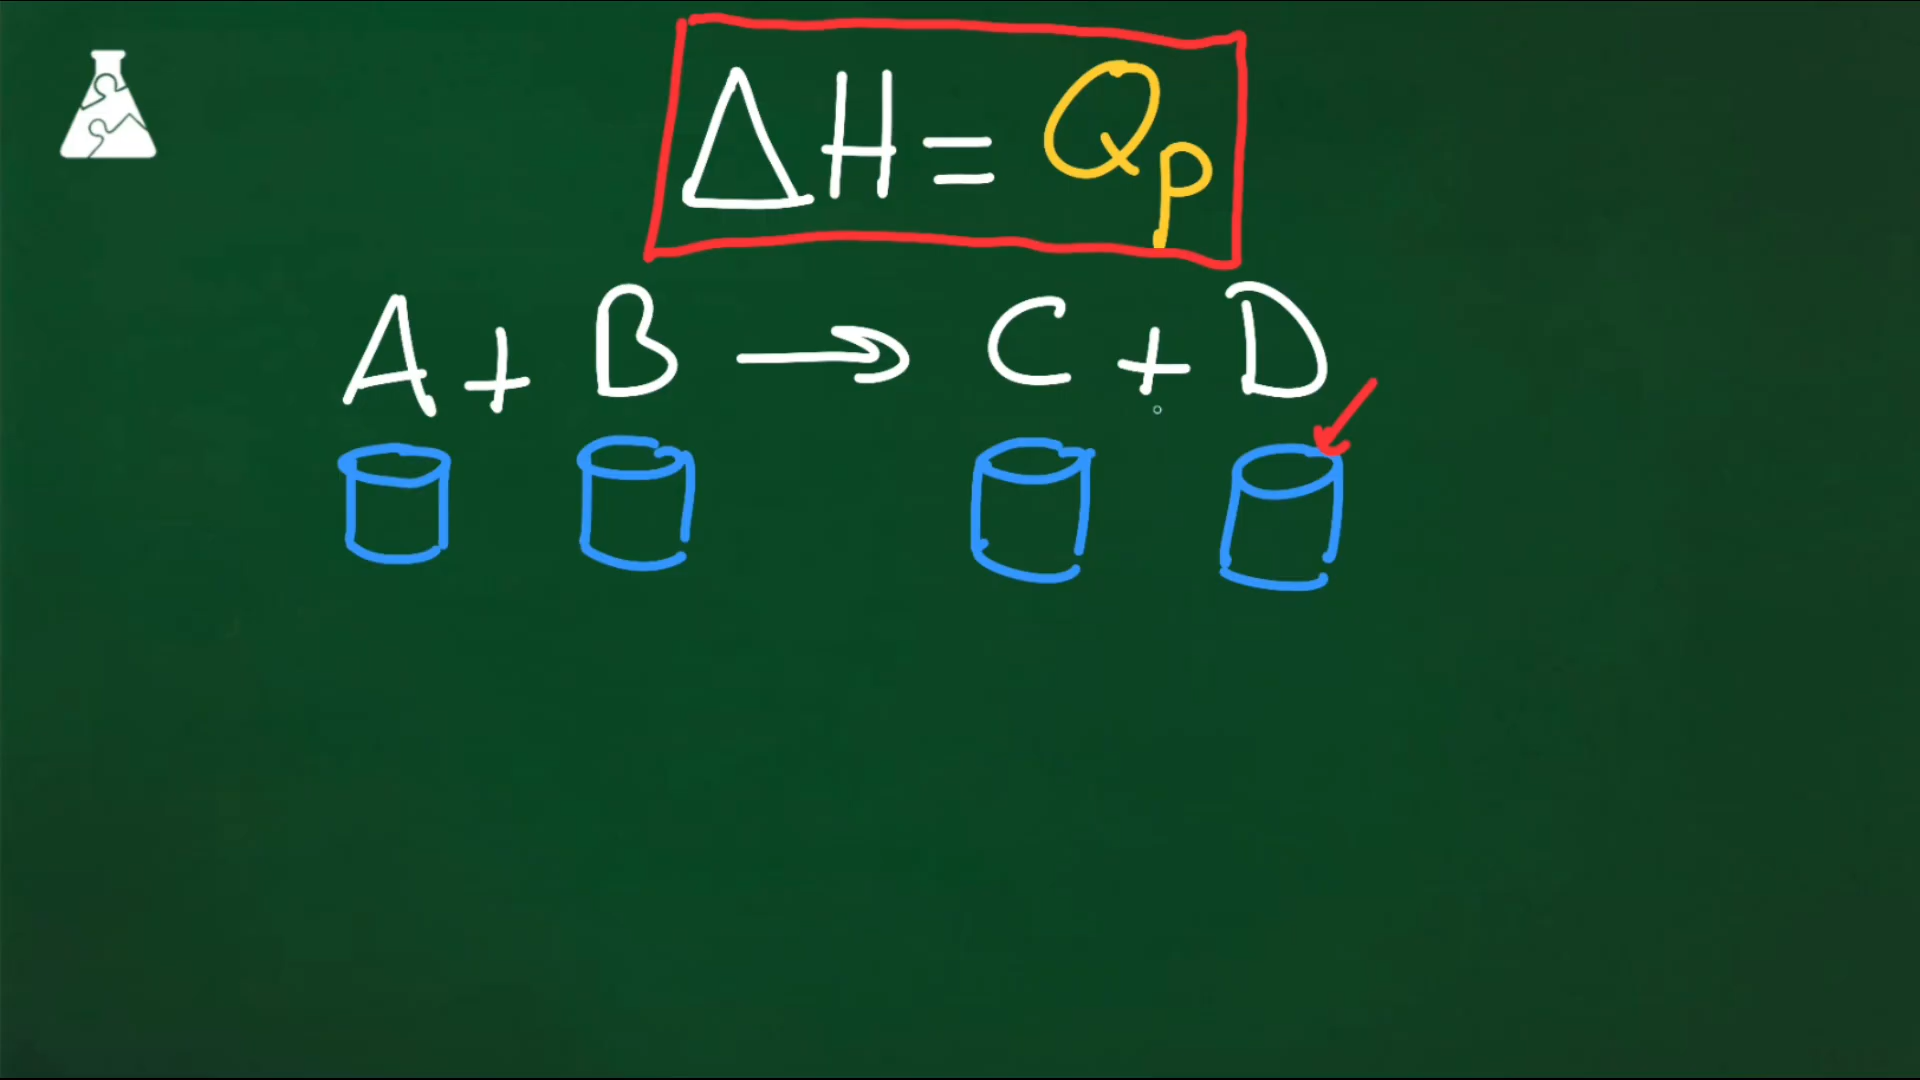 ΔH = Qp
A + B → C + D